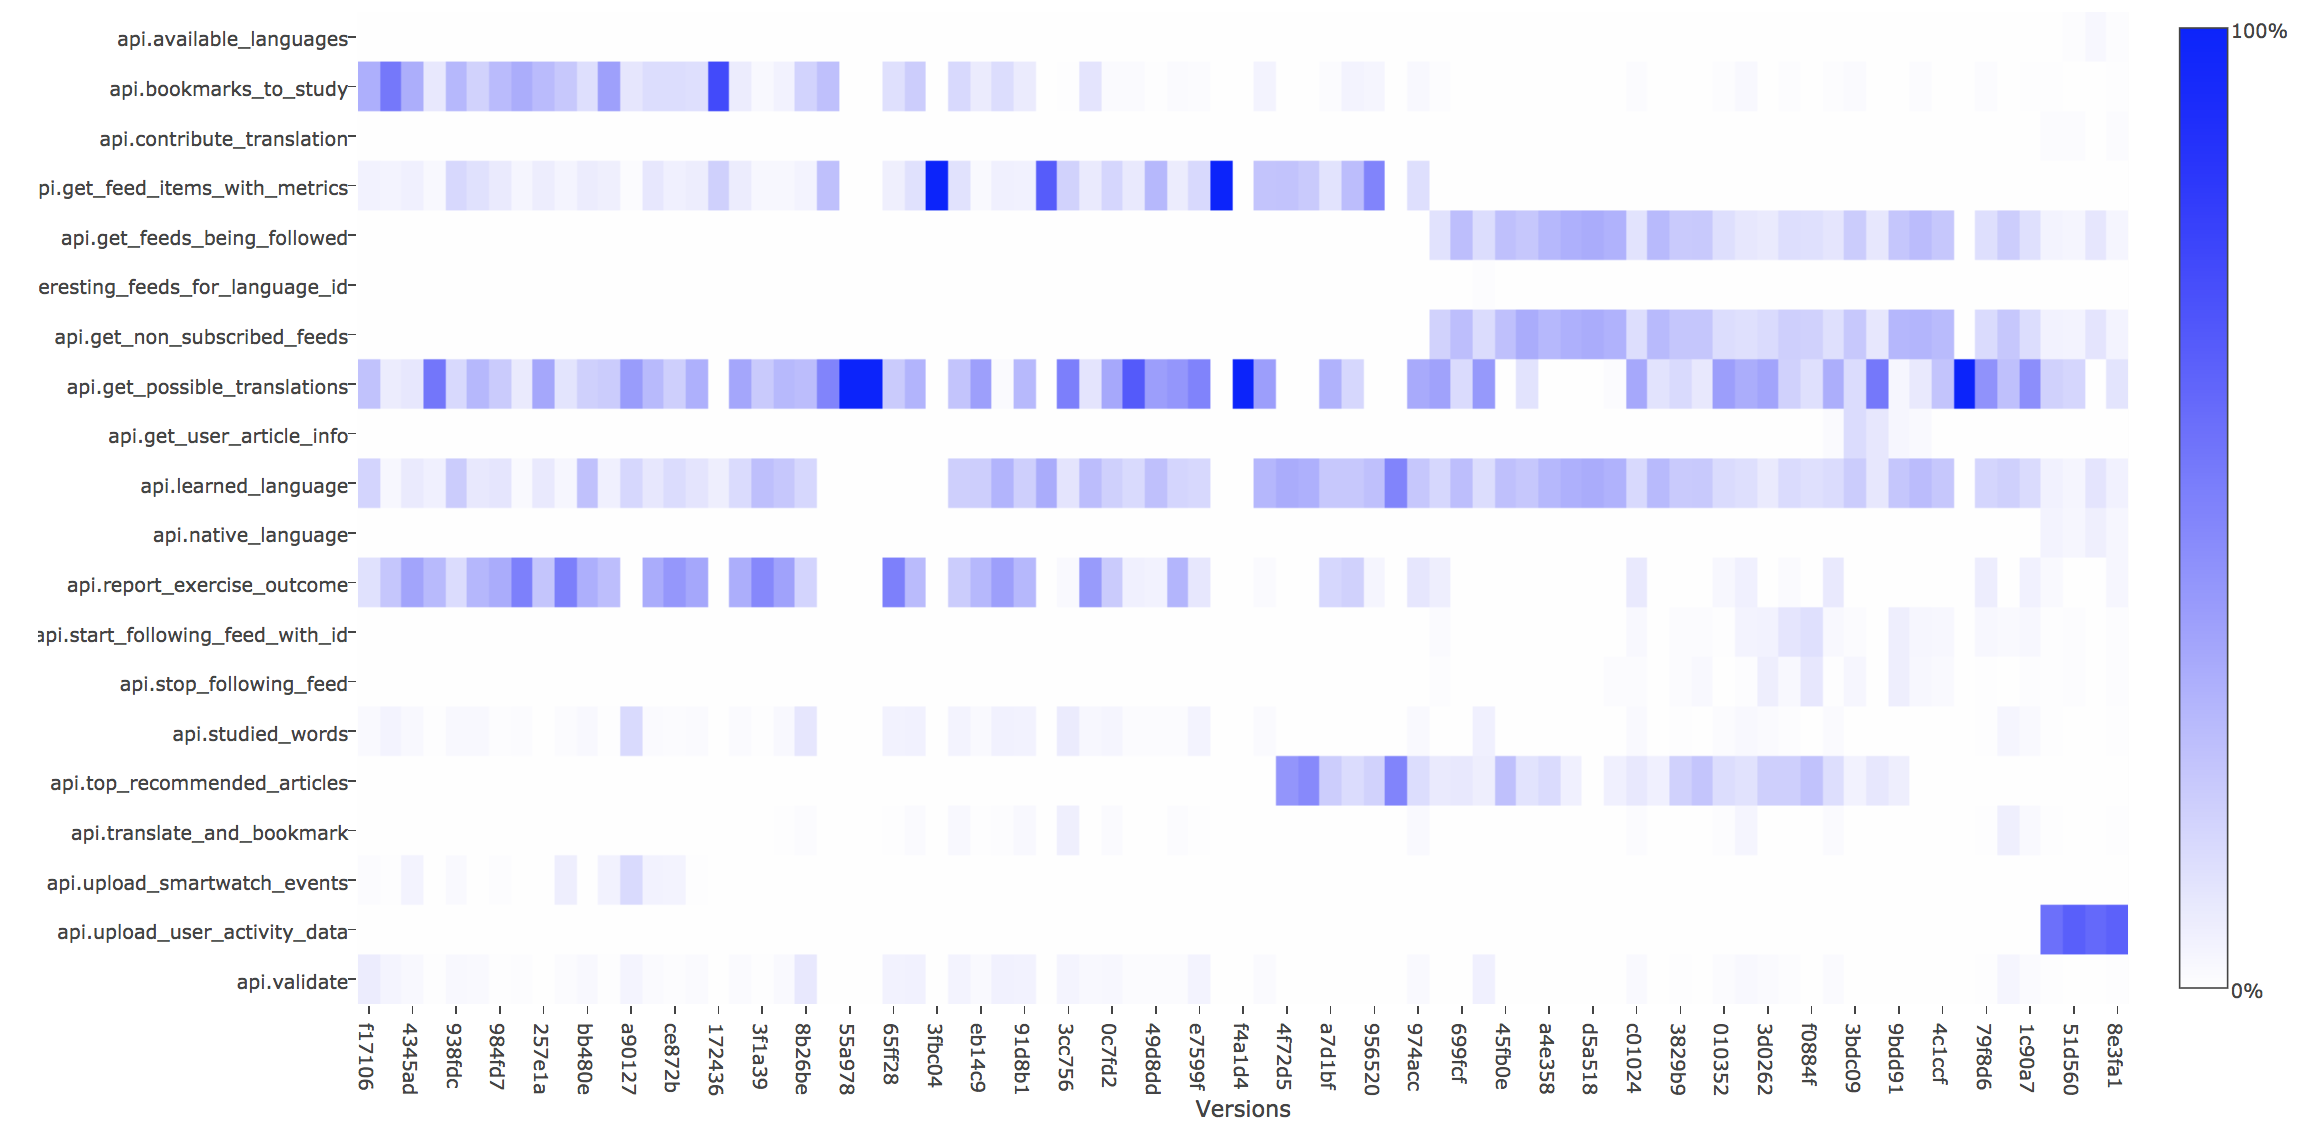 api.available_languages
api.bookmarks_to_study
api.contribute_translation
pi.get_feed_items_with_metrics
api.get_feeds_being_followed
eresting_feeds_for_language_id
api.get_non_subscribed_feeds
api.get_possible_translations
api.get_user_article_info
api.learned_language
api.native_language
api.report_exercise_outcome
api.start_following_feed_with_id
api.stop_following_feed
api.studied_words
api.top_recommended_articles
api.translate_and_bookmark
api.upload_smartwatch_events
api.upload_user_activity_data
api.validate
f17106
4345ad
938fdc
984fd7
257e1a
bb480e
a90127
ce872b
172436
3f1a39
8b26be
55a978
65ff28
3fbc04
eb14c9
91d8b1
3cc756
0c7fd2
49d8dd
e7599f
f4a1d4
4f72d5
a7d1bf
956520
974acc
699fcf
45fb0e
a4e358
d5a518
c01024
3829b9
010352
3d0262
f0884f
3bdc09
9bdd91
4c1ccf
79f8d6
1c90a7
51d560
8e3fa1
Versions
100%
0%